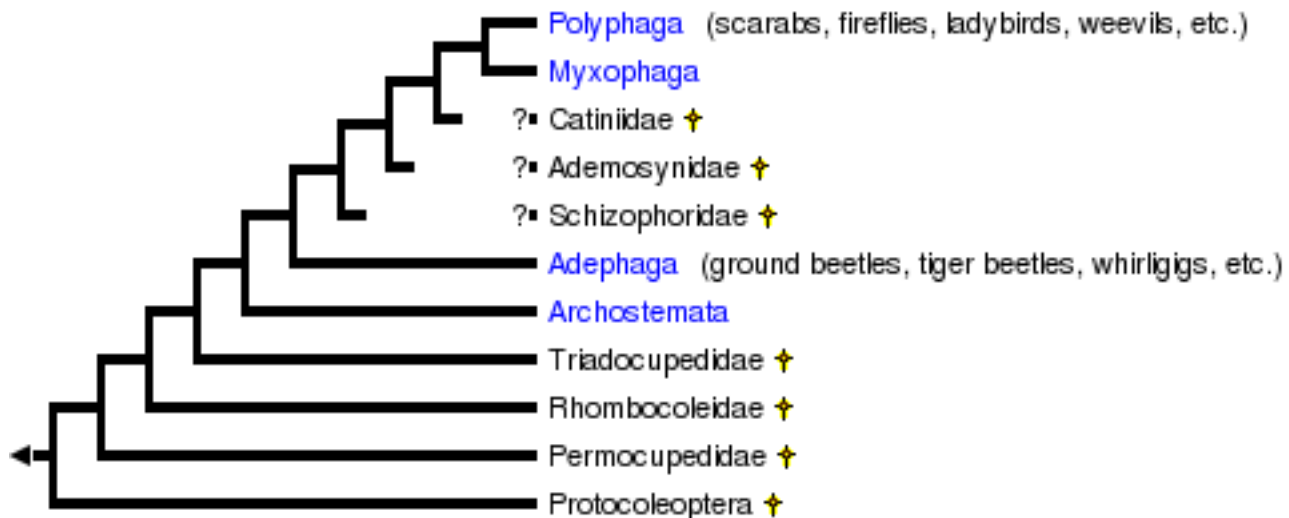 Polyphaga (scarabs, fireflies, ladybirds, weevils, etc.)
Myxophaga
? Catiniidae †
? Ademosynidae †
? Schizophoridae †
Adephaga (ground beetles, tiger beetles, whirligigs, etc.)
Archostemata
Triadocupedidae †
Rhombocoleidae †
Permocupedidae †
Protocoleoptera †